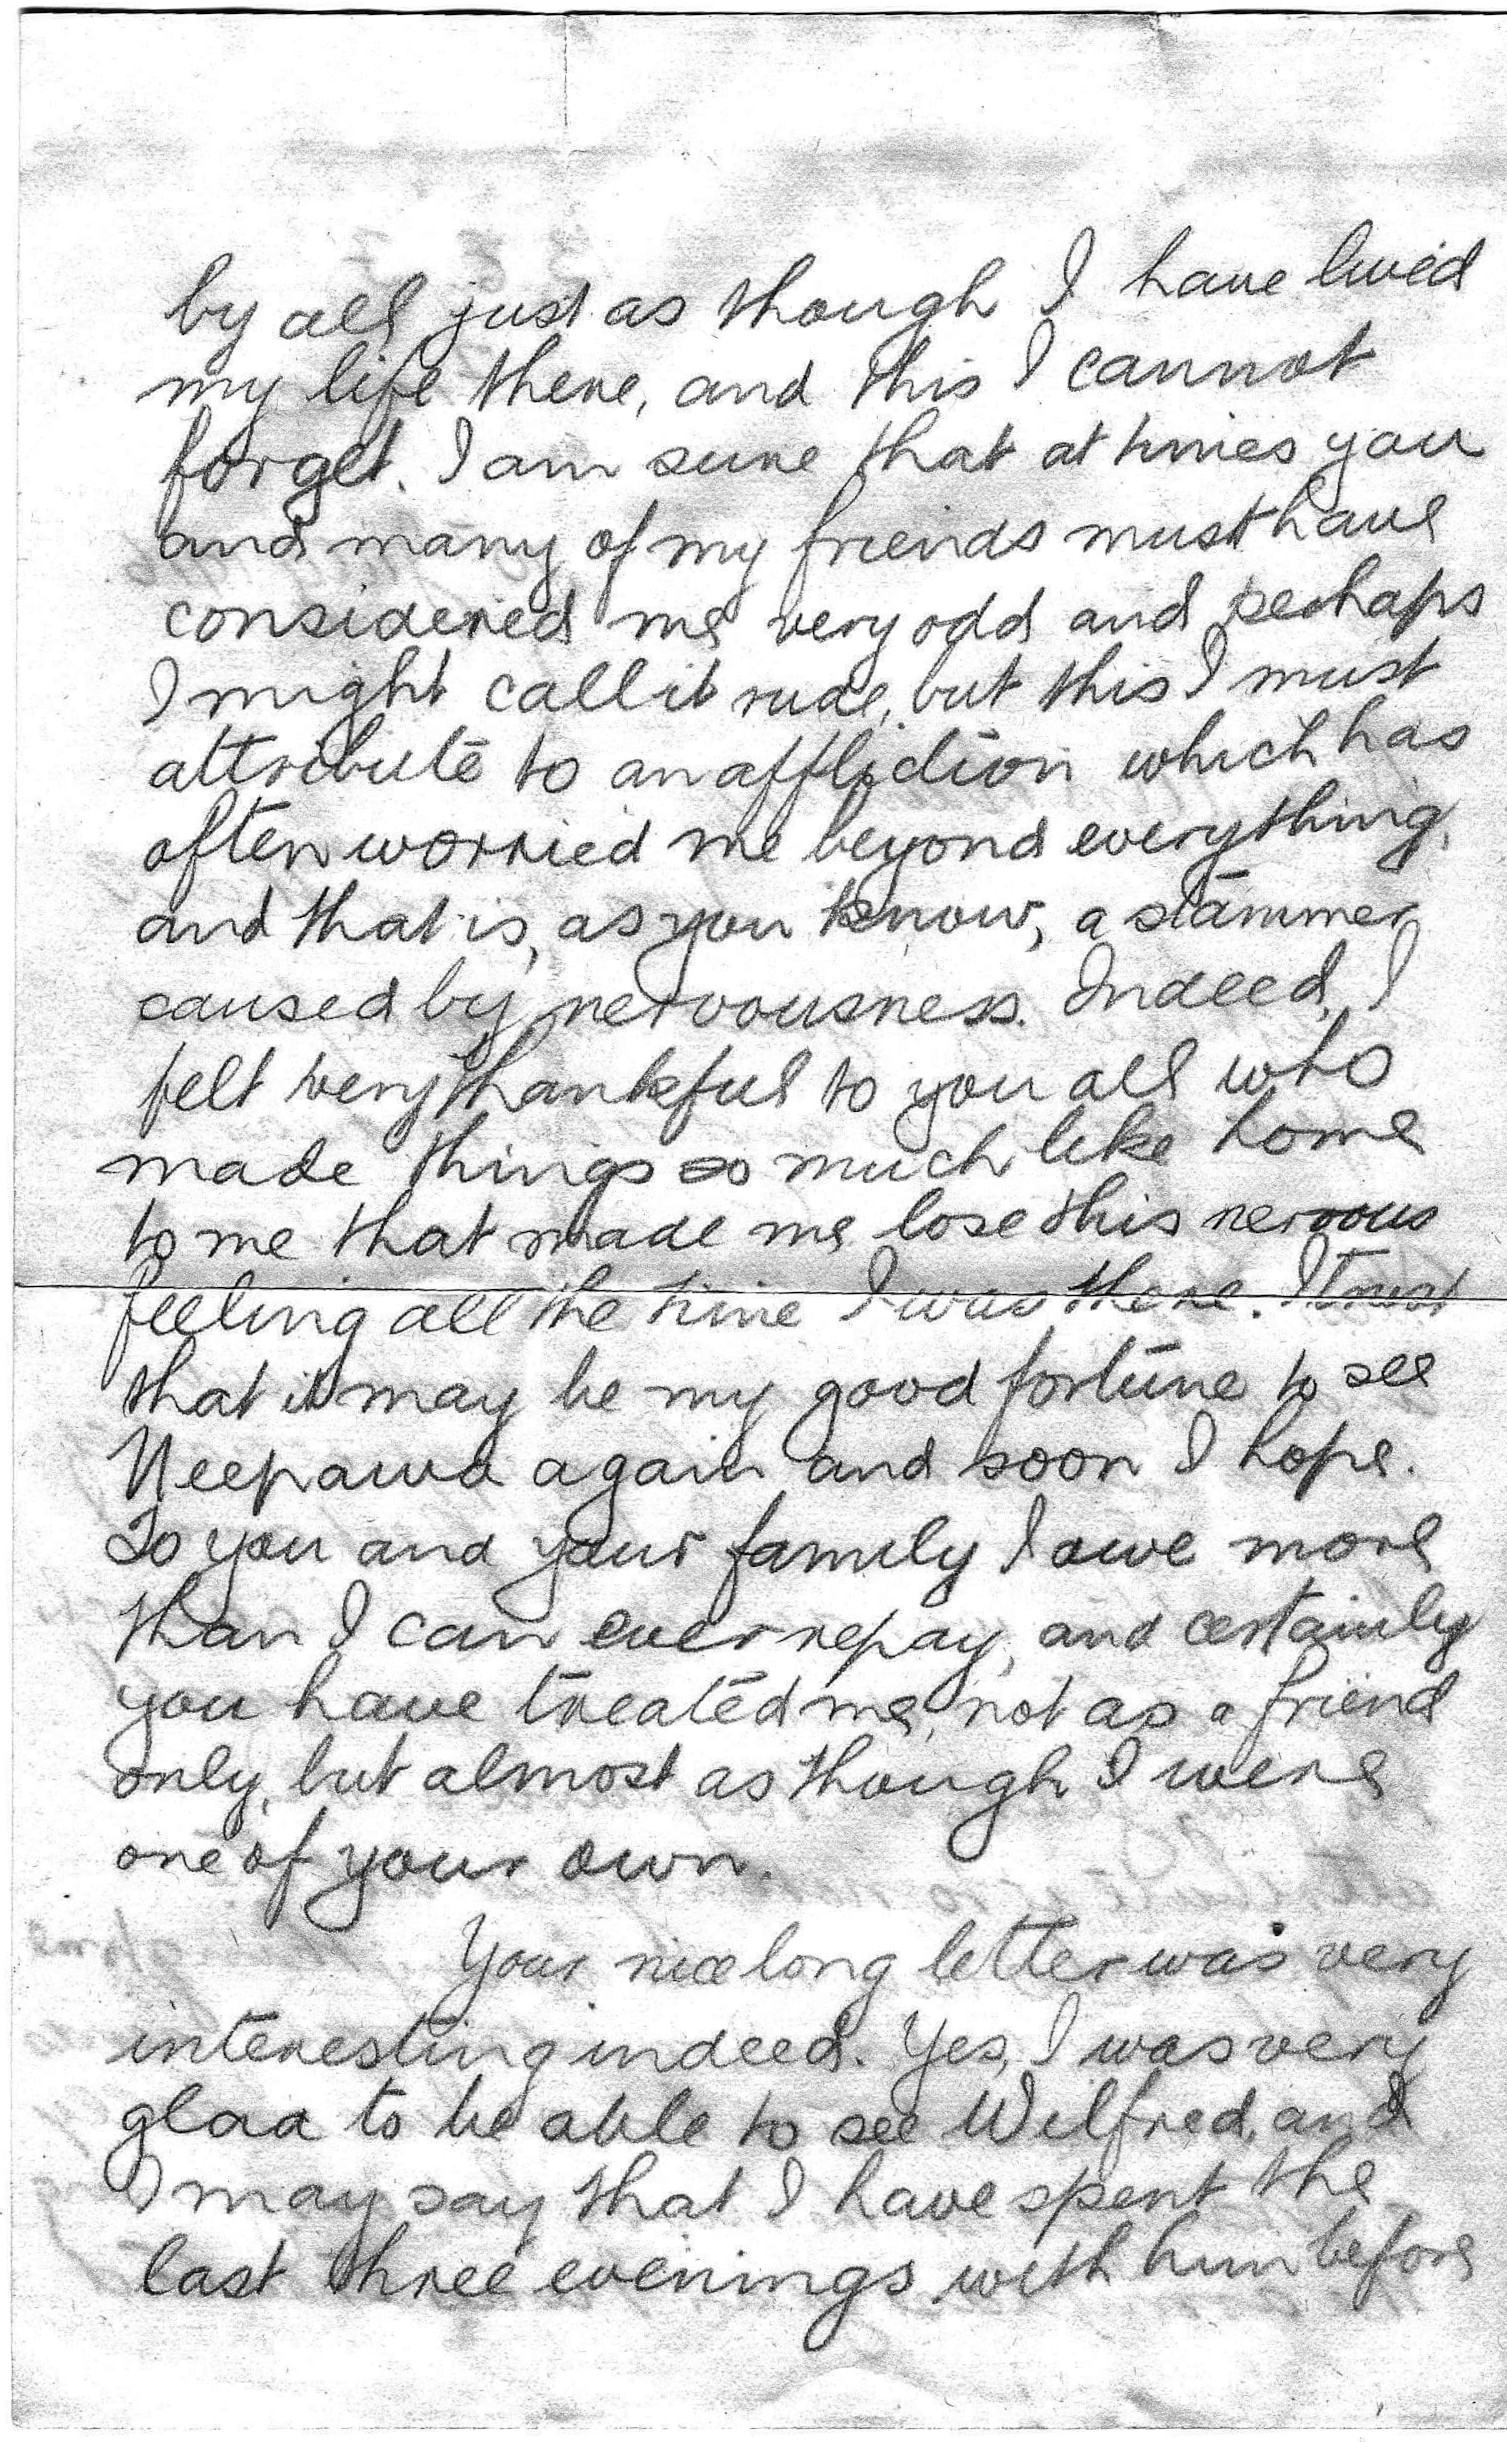 by all just as though I have lived
my life there, and this I cannot
forget. I am sure that at times you
and many of my friends must have
considered me very odd and perhaps
I might call it rude, but this I must
attribute to an affliction which has
often worried me beyond everything,
and that is, as you know, a stammer
caused by nervousness. Indeed, I
felt very thankful to you all who
made things so much like home
to me that made me lose this nervous
feeling all the time I was there. I trust
that it may be my good fortune to see
Neepawa again and soon I hope.
To you and your family I owe more
than I can ever repay, and certainly
you have treated me, not as a friend
only, but almost as though I were
one of your own.
Your nice long letter was very
interesting indeed. Yes, I was very
glad to be able to see Wilfred, and
I may say that I have spent the
last three evenings with him before